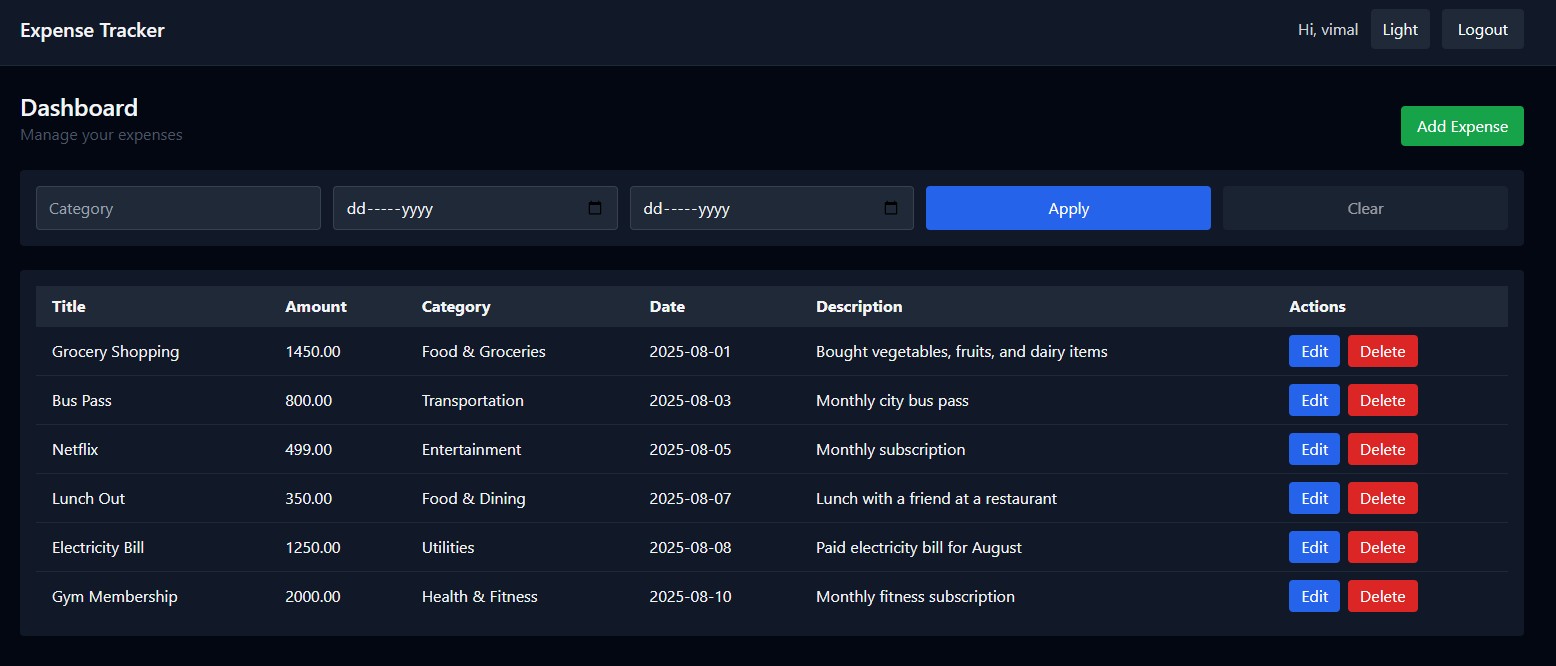 Expense Tracker Hi, vimal Light Logout
Dashboard
Manage your expenses
Add Expense
Category dd-----yyyy dd-----yyyy Apply Clear
Title Amount Category Date Description Actions
Grocery Shopping 1450.00 Food & Groceries 2025-08-01 Bought vegetables, fruits, and dairy items Edit Delete
Bus Pass 800.00 Transportation 2025-08-03 Monthly city bus pass Edit Delete
Netflix 499.00 Entertainment 2025-08-05 Monthly subscription Edit Delete
Lunch Out 350.00 Food & Dining 2025-08-07 Lunch with a friend at a restaurant Edit Delete
Electricity Bill 1250.00 Utilities 2025-08-08 Paid electricity bill for August Edit Delete
Gym Membership 2000.00 Health & Fitness 2025-08-10 Monthly fitness subscription Edit Delete